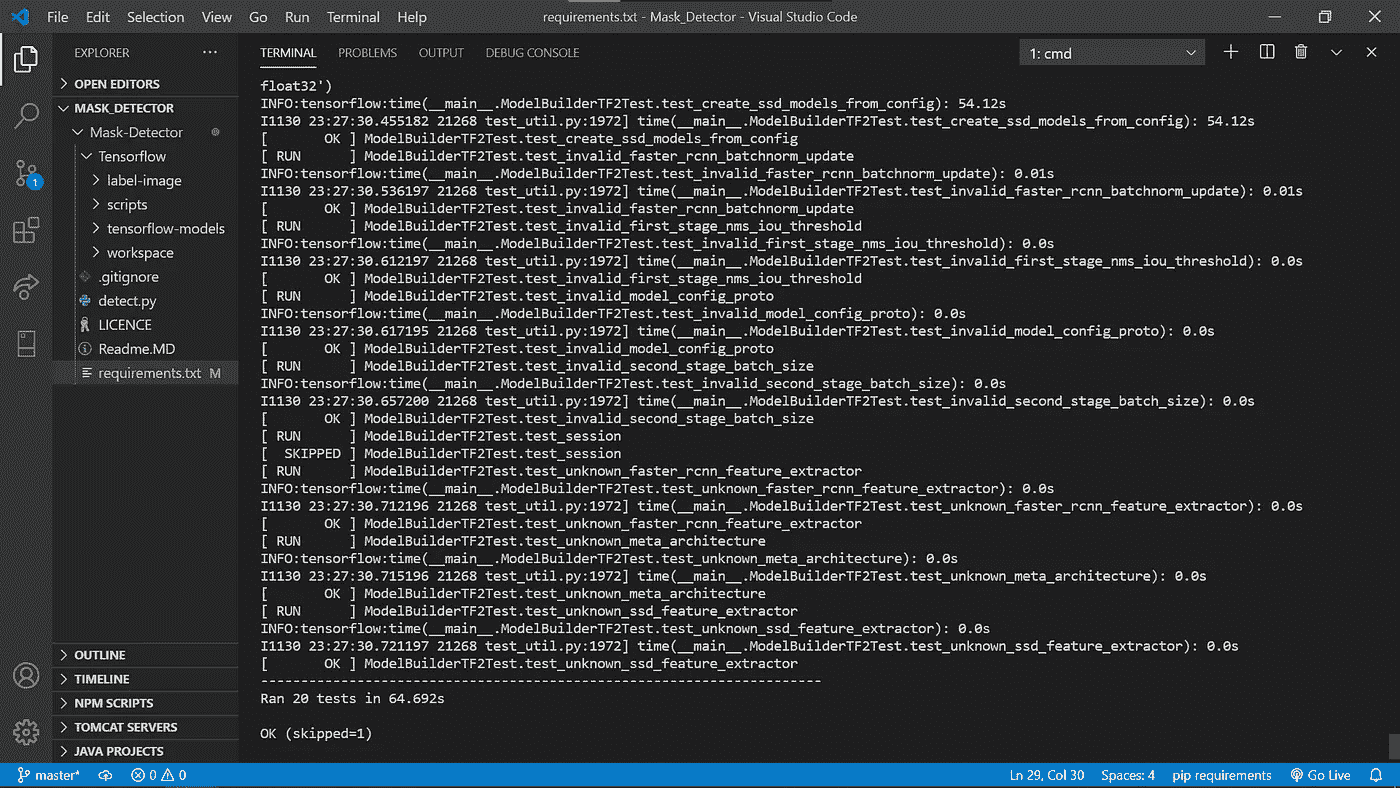 File Edit Selection View Go Run Terminal Help requirements.txt - Mask_Detector - Visual Studio Code
EXPLORER ...
OPEN EDITORS
MASK_DETECTOR
Mask-Detector
Tensorflow
label-image
scripts
tensorflow-models
workspace
.gitignore
detect.py
LICENCE
Readme.MD
requirements.txt M
1
OUTLINE
TIMELINE
NPM SCRIPTS
TOMCAT SERVERS
JAVA PROJECTS
TERMINAL PROBLEMS OUTPUT DEBUG CONSOLE 1: cmd
float32')
INFO:tensorflow:time(__main__.ModelBuilderTF2Test.test_create_ssd_models_from_config): 54.12s
I1130 23:27:30.455182 21268 test_util.py:1972] time(__main__.ModelBuilderTF2Test.test_create_ssd_models_from_config): 54.12s
[       OK ] ModelBuilderTF2Test.test_create_ssd_models_from_config
[ RUN      ] ModelBuilderTF2Test.test_invalid_faster_rcnn_batchnorm_update
INFO:tensorflow:time(__main__.ModelBuilderTF2Test.test_invalid_faster_rcnn_batchnorm_update): 0.01s
I1130 23:27:30.536197 21268 test_util.py:1972] time(__main__.ModelBuilderTF2Test.test_invalid_faster_rcnn_batchnorm_update): 0.01s
[       OK ] ModelBuilderTF2Test.test_invalid_faster_rcnn_batchnorm_update
[ RUN      ] ModelBuilderTF2Test.test_invalid_first_stage_nms_iou_threshold
INFO:tensorflow:time(__main__.ModelBuilderTF2Test.test_invalid_first_stage_nms_iou_threshold): 0.0s
I1130 23:27:30.612197 21268 test_util.py:1972] time(__main__.ModelBuilderTF2Test.test_invalid_first_stage_nms_iou_threshold): 0.0s
[       OK ] ModelBuilderTF2Test.test_invalid_first_stage_nms_iou_threshold
[ RUN      ] ModelBuilderTF2Test.test_invalid_model_config_proto
INFO:tensorflow:time(__main__.ModelBuilderTF2Test.test_invalid_model_config_proto): 0.0s
I1130 23:27:30.617195 21268 test_util.py:1972] time(__main__.ModelBuilderTF2Test.test_invalid_model_config_proto): 0.0s
[       OK ] ModelBuilderTF2Test.test_invalid_model_config_proto
[ RUN      ] ModelBuilderTF2Test.test_invalid_second_stage_batch_size
INFO:tensorflow:time(__main__.ModelBuilderTF2Test.test_invalid_second_stage_batch_size): 0.0s
I1130 23:27:30.657200 21268 test_util.py:1972] time(__main__.ModelBuilderTF2Test.test_invalid_second_stage_batch_size): 0.0s
[       OK ] ModelBuilderTF2Test.test_invalid_second_stage_batch_size
[ RUN      ] ModelBuilderTF2Test.test_session
[  SKIPPED ] ModelBuilderTF2Test.test_session
[ RUN      ] ModelBuilderTF2Test.test_unknown_faster_rcnn_feature_extractor
INFO:tensorflow:time(__main__.ModelBuilderTF2Test.test_unknown_faster_rcnn_feature_extractor): 0.0s
I1130 23:27:30.712196 21268 test_util.py:1972] time(__main__.ModelBuilderTF2Test.test_unknown_faster_rcnn_feature_extractor): 0.0s
[       OK ] ModelBuilderTF2Test.test_unknown_faster_rcnn_feature_extractor
[ RUN      ] ModelBuilderTF2Test.test_unknown_meta_architecture
INFO:tensorflow:time(__main__.ModelBuilderTF2Test.test_unknown_meta_architecture): 0.0s
I1130 23:27:30.715196 21268 test_util.py:1972] time(__main__.ModelBuilderTF2Test.test_unknown_meta_architecture): 0.0s
[       OK ] ModelBuilderTF2Test.test_unknown_meta_architecture
[ RUN      ] ModelBuilderTF2Test.test_unknown_ssd_feature_extractor
INFO:tensorflow:time(__main__.ModelBuilderTF2Test.test_unknown_ssd_feature_extractor): 0.0s
I1130 23:27:30.721197 21268 test_util.py:1972] time(__main__.ModelBuilderTF2Test.test_unknown_ssd_feature_extractor): 0.0s
[       OK ] ModelBuilderTF2Test.test_unknown_ssd_feature_extractor
----------------------------------------------------------------------
Ran 20 tests in 64.692s
OK (skipped=1)
master* 0 0 Ln 29, Col 30 Spaces: 4 pip requirements Go Live